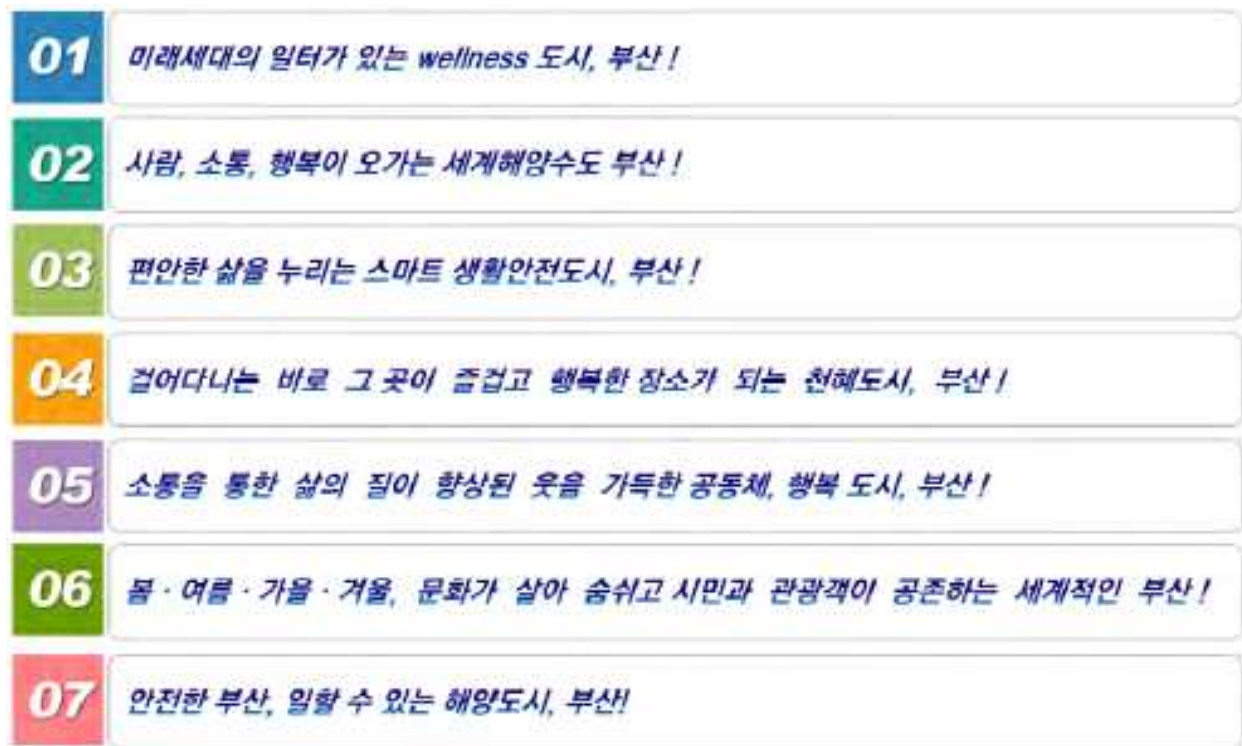 01 미래세대의 일터가 있는 wellness 도시, 부산 !
02 사람, 소통, 행복이 오가는 세계해양수도 부산 !
03 편안한 삶을 누리는 스마트 생활안전도시, 부산 !
04 걸어다니는 바로 그 곳이 즐겁고 행복한 장소가 되는 천혜도시, 부산 !
05 소통을 통한 삶의 질이 향상된 웃음 가득한 공동체, 행복 도시, 부산 !
06 봄 · 여름 · 가을 · 겨울, 문화가 살아 숨쉬고 시민과 관광객이 공존하는 세계적인 부산 !
07 안전한 부산, 일할 수 있는 해양도시, 부산!